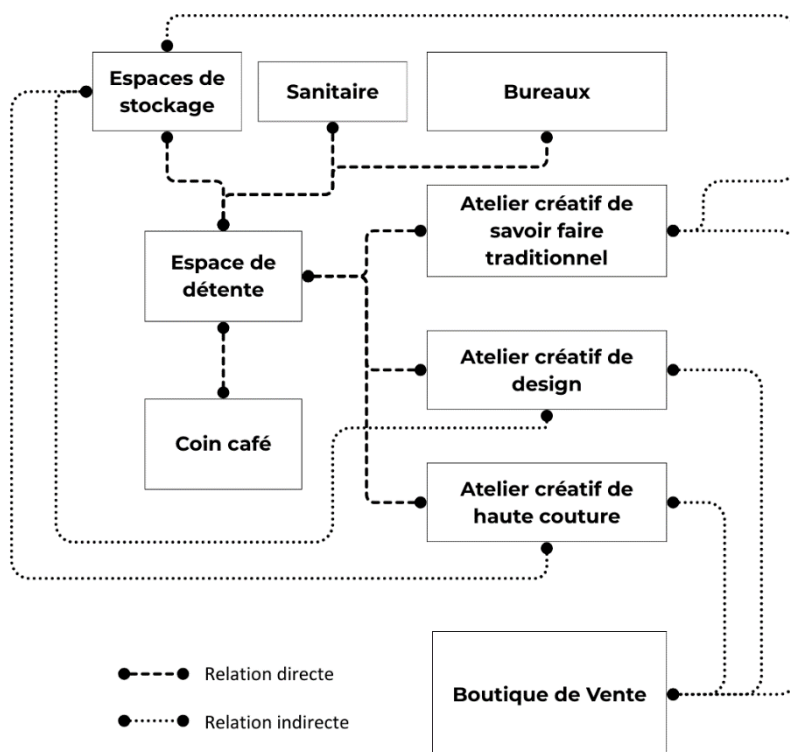 Espaces de
stockage
Sanitaire
Bureaux
Atelier créatif de
savoir faire
traditionnel
Espace de
détente
Atelier créatif de
design
Coin café
Atelier créatif de
haute couture
Relation directe
Boutique de Vente
Relation indirecte